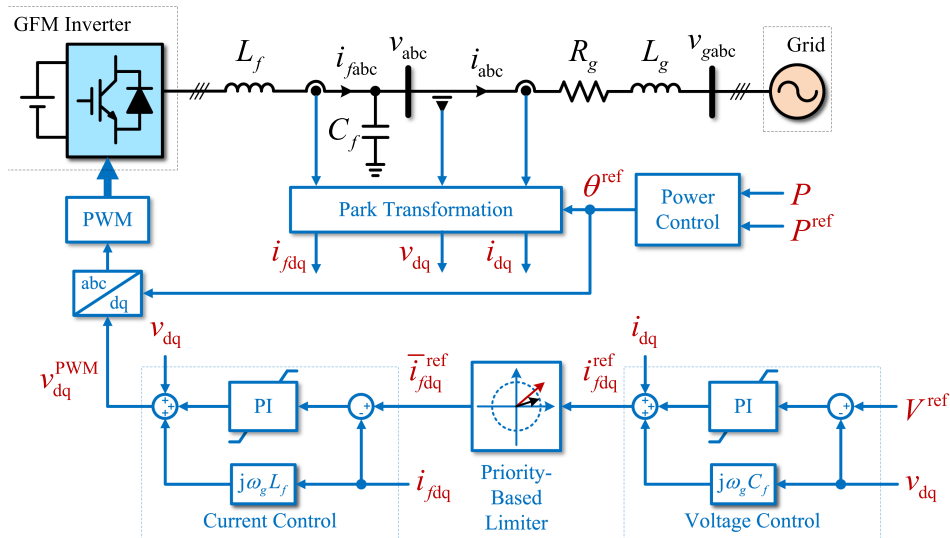 GFM Inverter
L_f
i_fabc
v_abc
i_abc
R_g
L_g
v_gabc
Grid
C_f
PWM
Park Transformation
θ^ref
Power
Control
P
P^ref
i_fdq
v_dq
i_dq
abc
dq
v_dq^PWM
v_dq
+
+
+
PI
-
i̅_fdq^ref
Priority-
Based
Limiter
i_fdq^ref
i_dq
+
+
+
PI
-
V^ref
jω_g L_f
i_fdq
Current Control
jω_g C_f
v_dq
Voltage Control